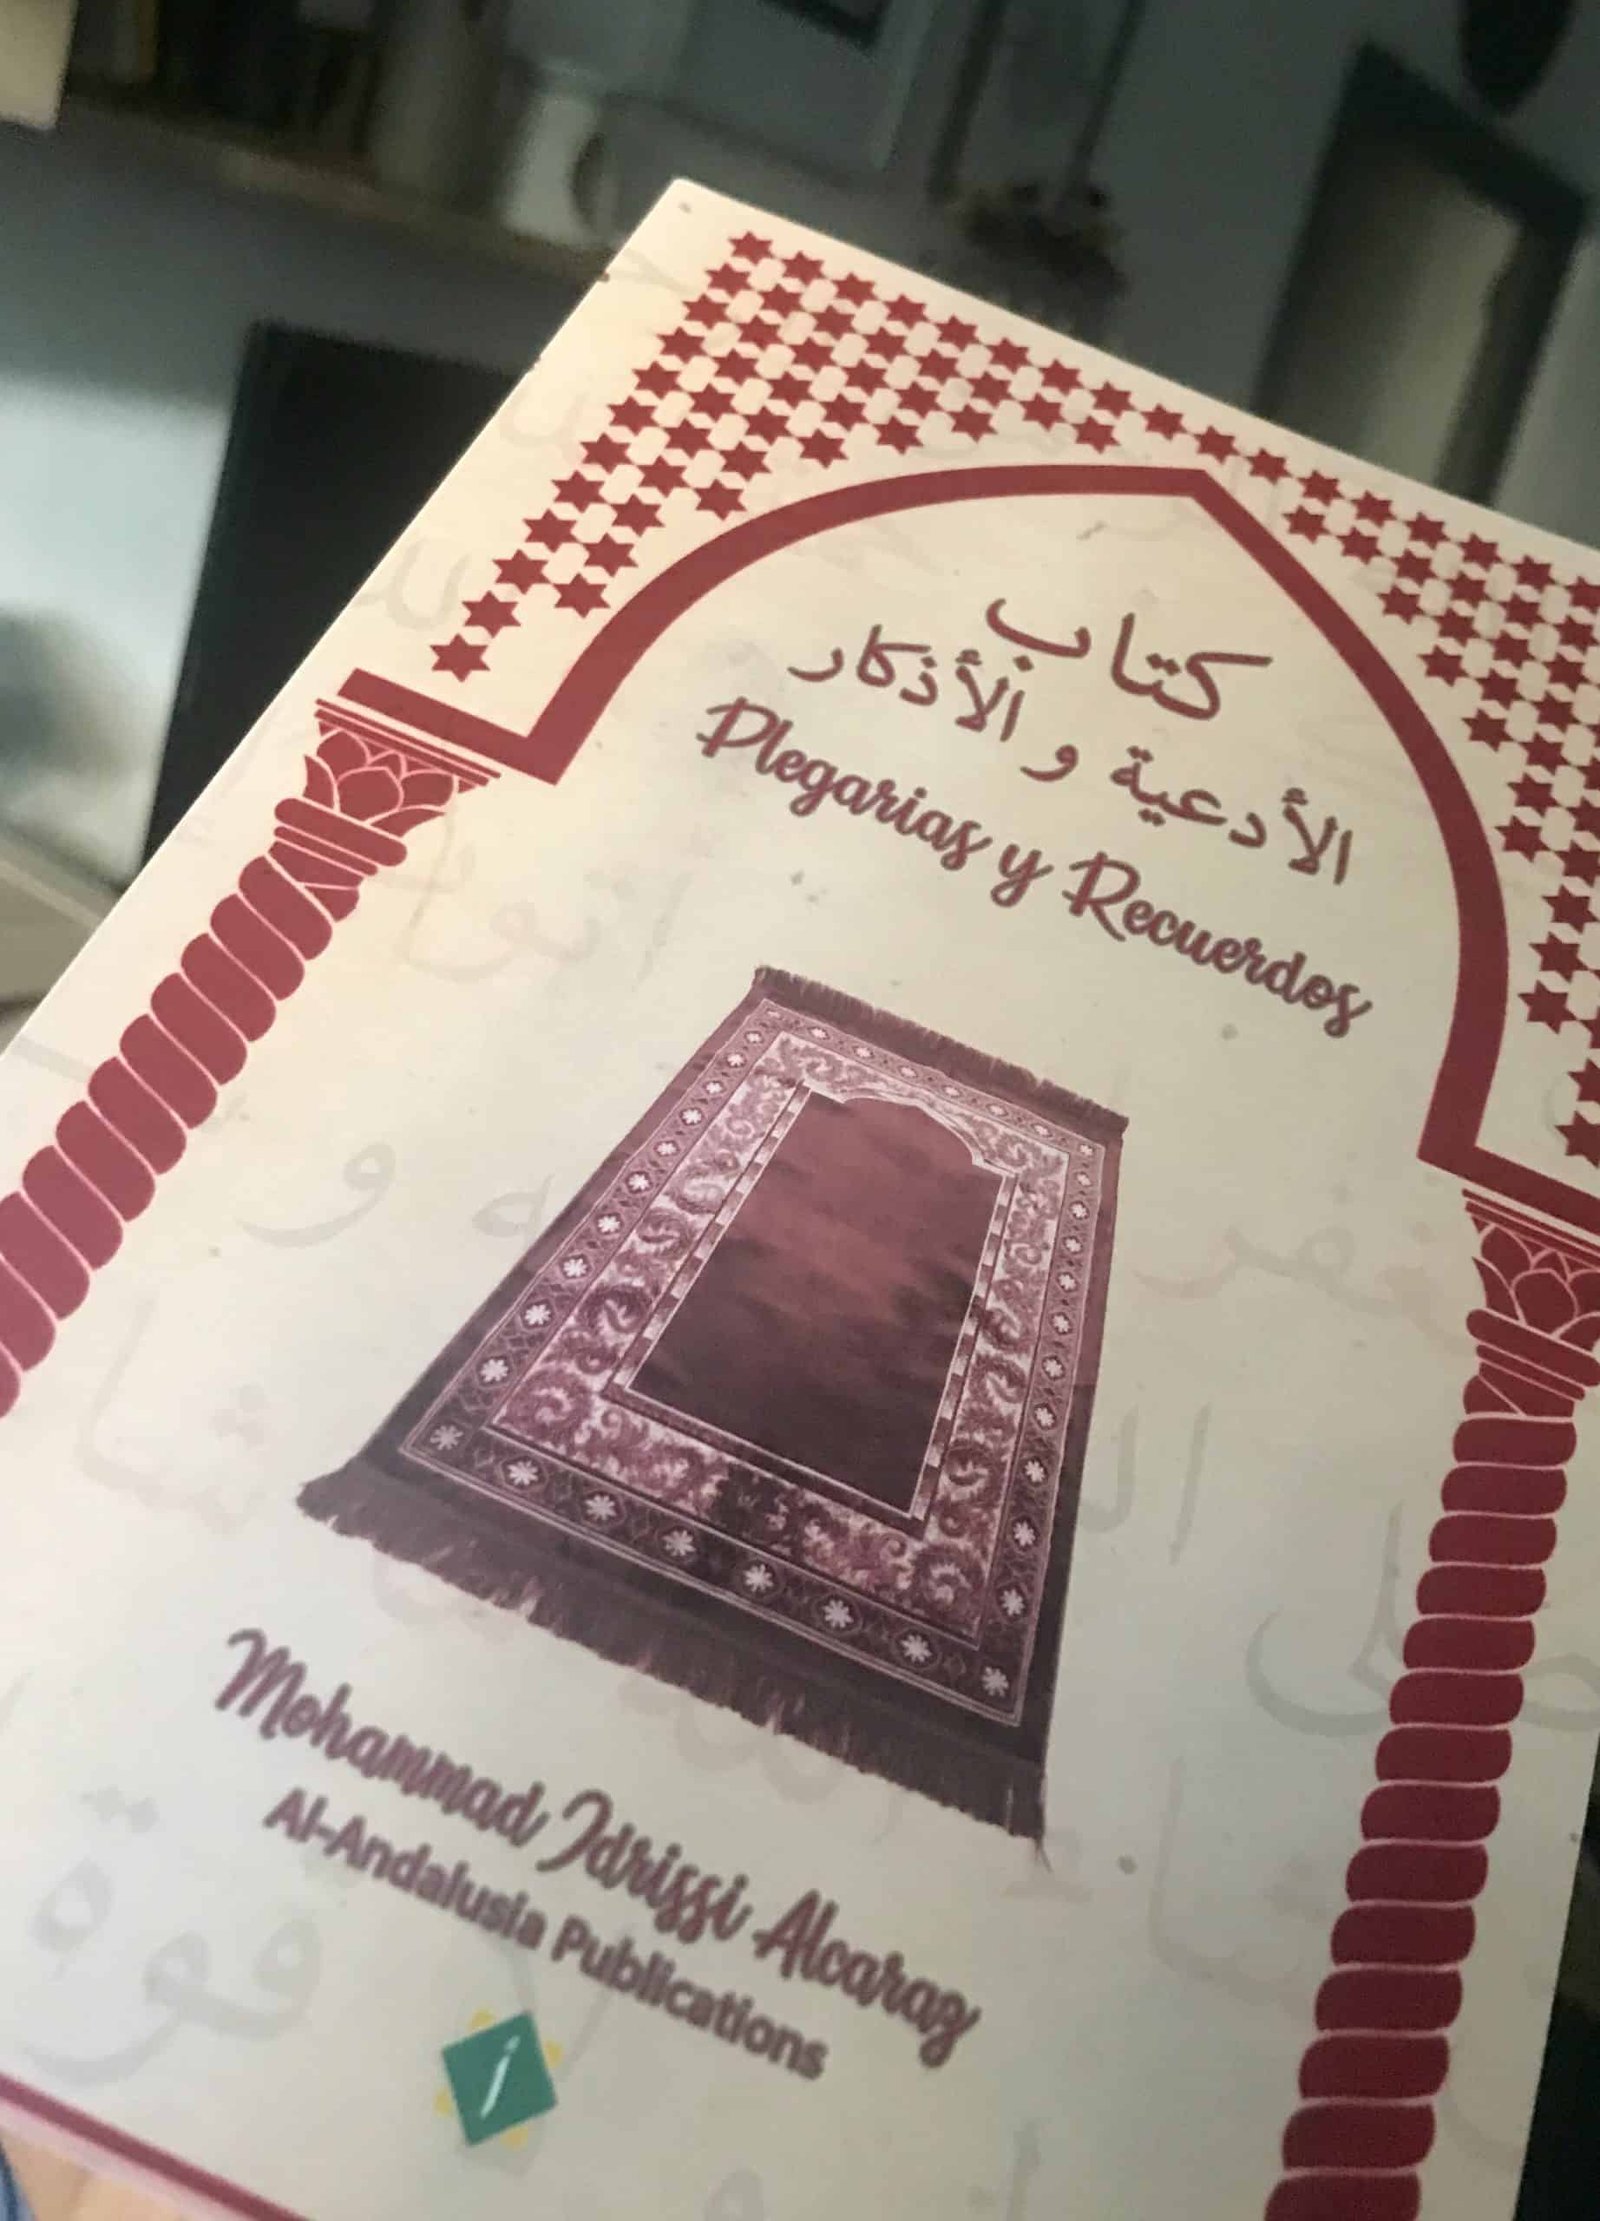 كتاب
الأدعية و الأذكار
Plegarias y Recuerdos
Mohammad Idrissi Alcaraz
Al-Andalusia Publications